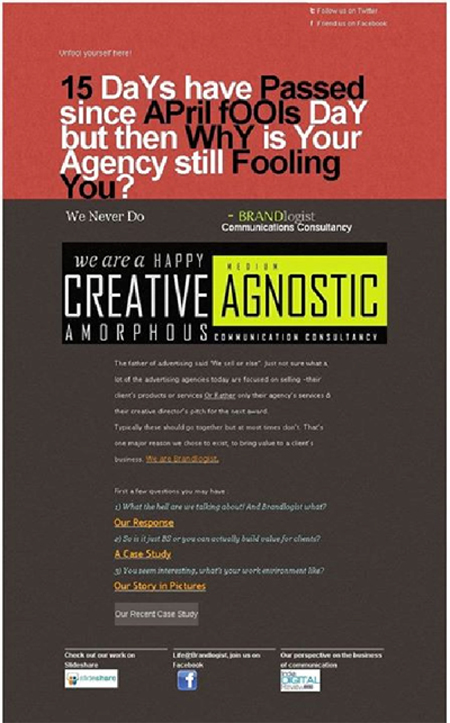 Follow us on Twitter
Friend us on Facebook
Unfool yourself here!
15 DaYs have Passed
since APril fOOls DaY
but then WhY is Your
Agency still Fooling
You?
We Never Do
- BRANDlogist
Communications Consultancy
we are a HAPPY
MEDIUM
CREATIVE AGNOSTIC
AMORPHOUS COMMUNICATION CONSULTANCY
The father of advertising said "We sell or else". Just not sure what a
lot of the advertising agencies today are focused on selling -their
client's products or services Or Rather only their agency's services &
their creative director's pitch for the next award.
Typically these should go together but at most times don't. That's
one major reason we chose to exist, to bring value to a client's
business. We are Brandlogist.
First a few questions you may have :
1) What the hell are we talking about! And Brandlogist what?
Our Response
2) So is it just BS or you can actually build value for clients?
A Case Study
3) You seem interesting, what's your work environment like?
Our Story in Pictures
Our Recent Case Study
Check out our work on
Slideshare
slideshare
Life@Brandlogist, join us on
Facebook
f
Our perspective on the business
of communication
India
DIGITAL
Review